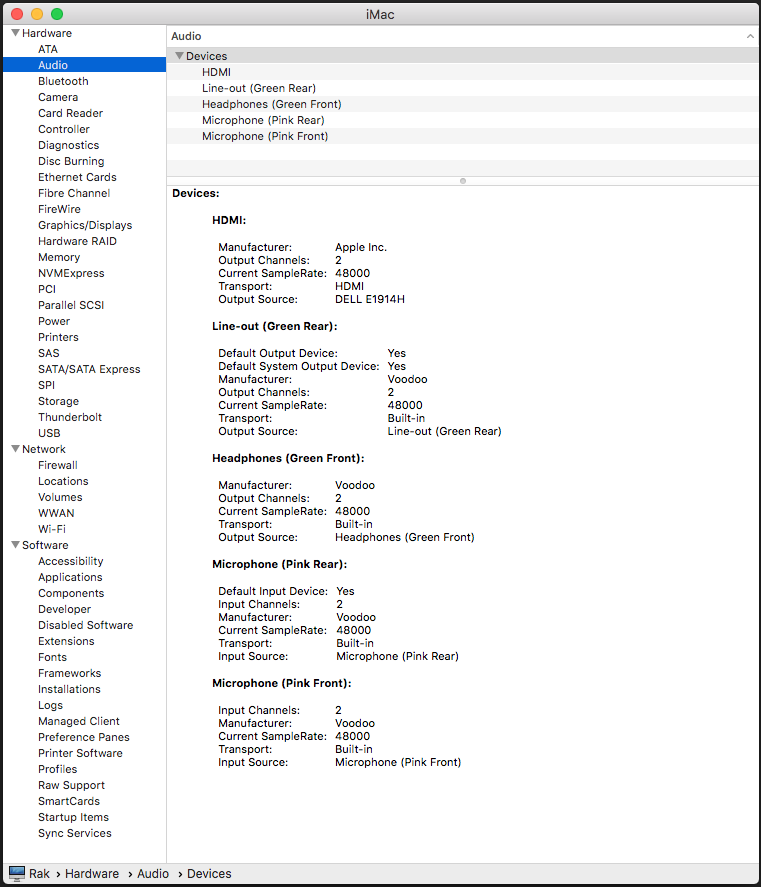 iMac
Hardware
ATA
Audio
Bluetooth
Camera
Card Reader
Controller
Diagnostics
Disc Burning
Ethernet Cards
Fibre Channel
FireWire
Graphics/Displays
Hardware RAID
Memory
NVMExpress
PCI
Parallel SCSI
Power
Printers
SAS
SATA/SATA Express
SPI
Storage
Thunderbolt
USB
Network
Firewall
Locations
Volumes
WWAN
Wi-Fi
Software
Accessibility
Applications
Components
Developer
Disabled Software
Extensions
Fonts
Frameworks
Installations
Logs
Managed Client
Preference Panes
Printer Software
Profiles
Raw Support
SmartCards
Startup Items
Sync Services
Audio
Devices
HDMI
Line-out (Green Rear)
Headphones (Green Front)
Microphone (Pink Rear)
Microphone (Pink Front)
Devices:
HDMI:
Manufacturer: Apple Inc.
Output Channels: 2
Current SampleRate: 48000
Transport: HDMI
Output Source: DELL E1914H
Line-out (Green Rear):
Default Output Device: Yes
Default System Output Device: Yes
Manufacturer: Voodoo
Output Channels: 2
Current SampleRate: 48000
Transport: Built-in
Output Source: Line-out (Green Rear)
Headphones (Green Front):
Manufacturer: Voodoo
Output Channels: 2
Current SampleRate: 48000
Transport: Built-in
Output Source: Headphones (Green Front)
Microphone (Pink Rear):
Default Input Device: Yes
Input Channels: 2
Manufacturer: Voodoo
Current SampleRate: 48000
Transport: Built-in
Input Source: Microphone (Pink Rear)
Microphone (Pink Front):
Input Channels: 2
Manufacturer: Voodoo
Current SampleRate: 48000
Transport: Built-in
Input Source: Microphone (Pink Front)
Rak › Hardware › Audio › Devices